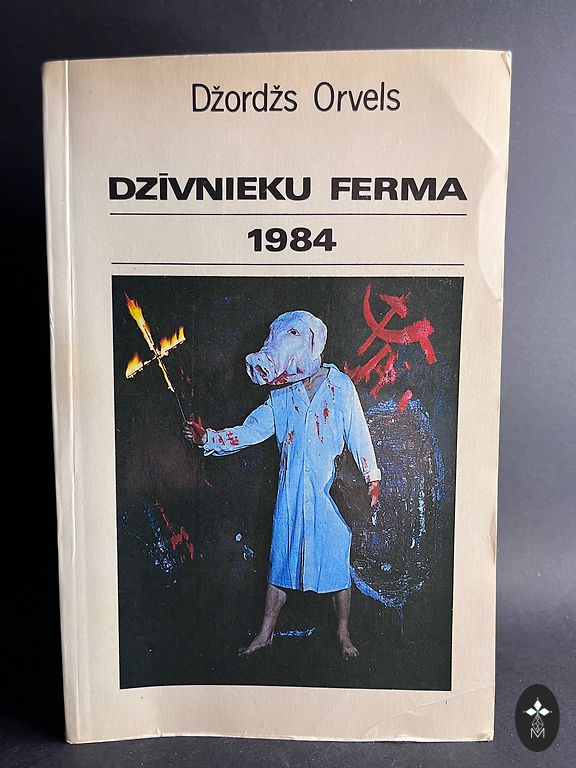 Džordžs Orvels
DZĪVNIEKU FERMA
1984
M